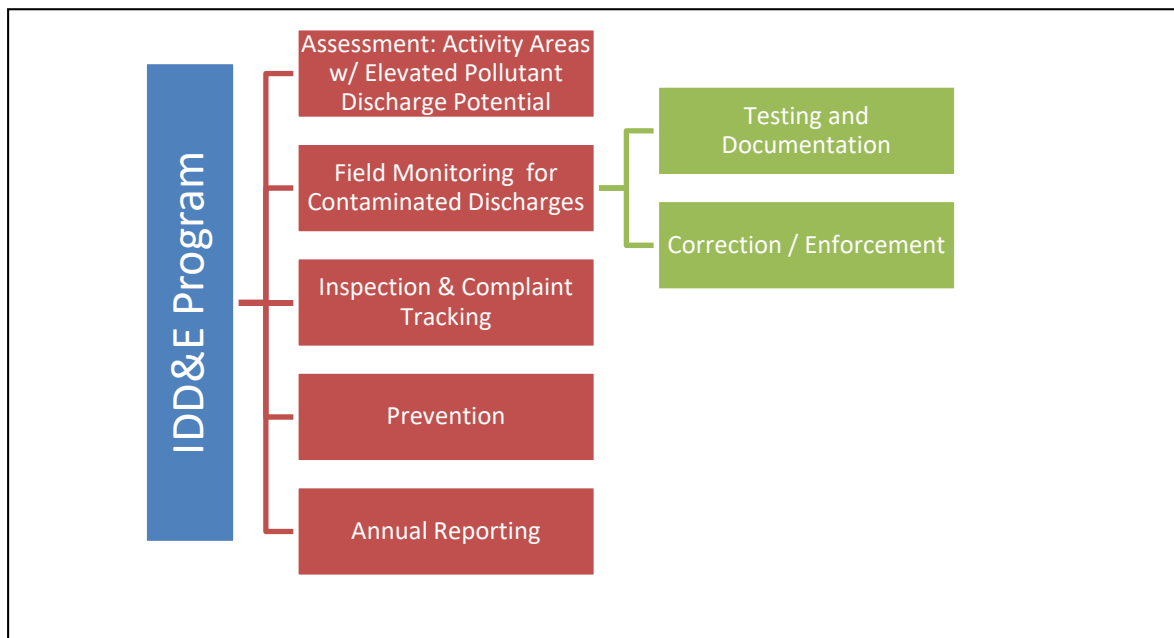 IDD&E Program
Assessment: Activity Areas
w/ Elevated Pollutant
Discharge Potential
Field Monitoring for
Contaminated Discharges
Testing and
Documentation
Correction / Enforcement
Inspection & Complaint
Tracking
Prevention
Annual Reporting